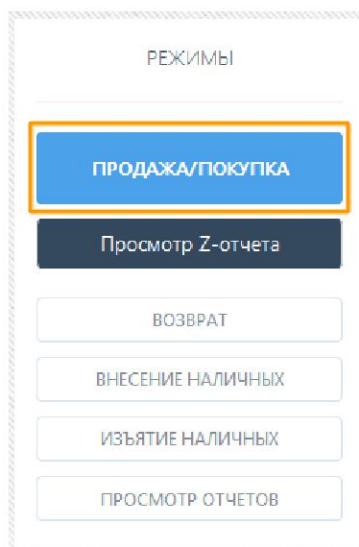 РЕЖИМЫ
ПРОДАЖА/ПОКУПКА
Просмотр Z-отчета
ВОЗВРАТ
ВНЕСЕНИЕ НАЛИЧНЫХ
ИЗЪЯТИЕ НАЛИЧНЫХ
ПРОСМОТР ОТЧЕТОВ